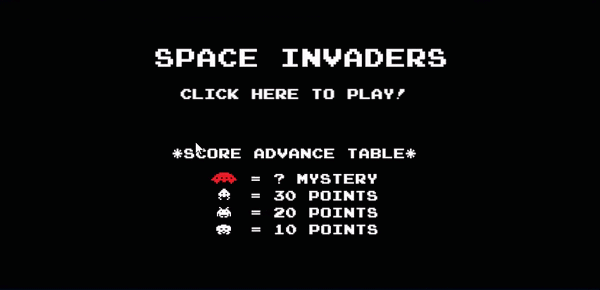 SPACE INVADERS
CLICK HERE TO PLAY!
*SCORE ADVANCE TABLE*
= ? MYSTERY
= 30 POINTS
= 20 POINTS
= 10 POINTS